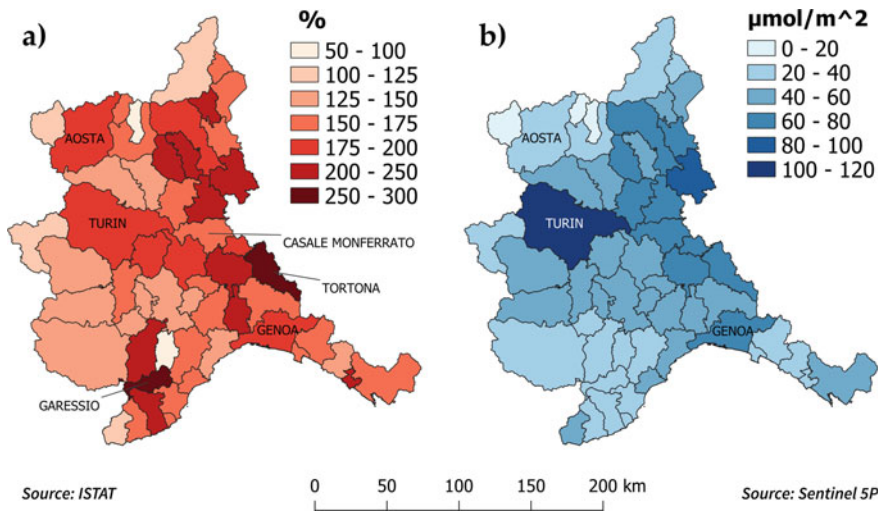 a)
%
50 - 100
100 - 125
125 - 150
150 - 175
175 - 200
200 - 250
250 - 300
AOSTA
TURIN
CASALE MONFERRATO
TORTONA
GENOA
GARESSIO
Source: ISTAT
b)
µmol/m^2
0 - 20
20 - 40
40 - 60
60 - 80
80 - 100
100 - 120
AOSTA
TURIN
GENOA
0 50 100 150 200 km
Source: Sentinel 5P